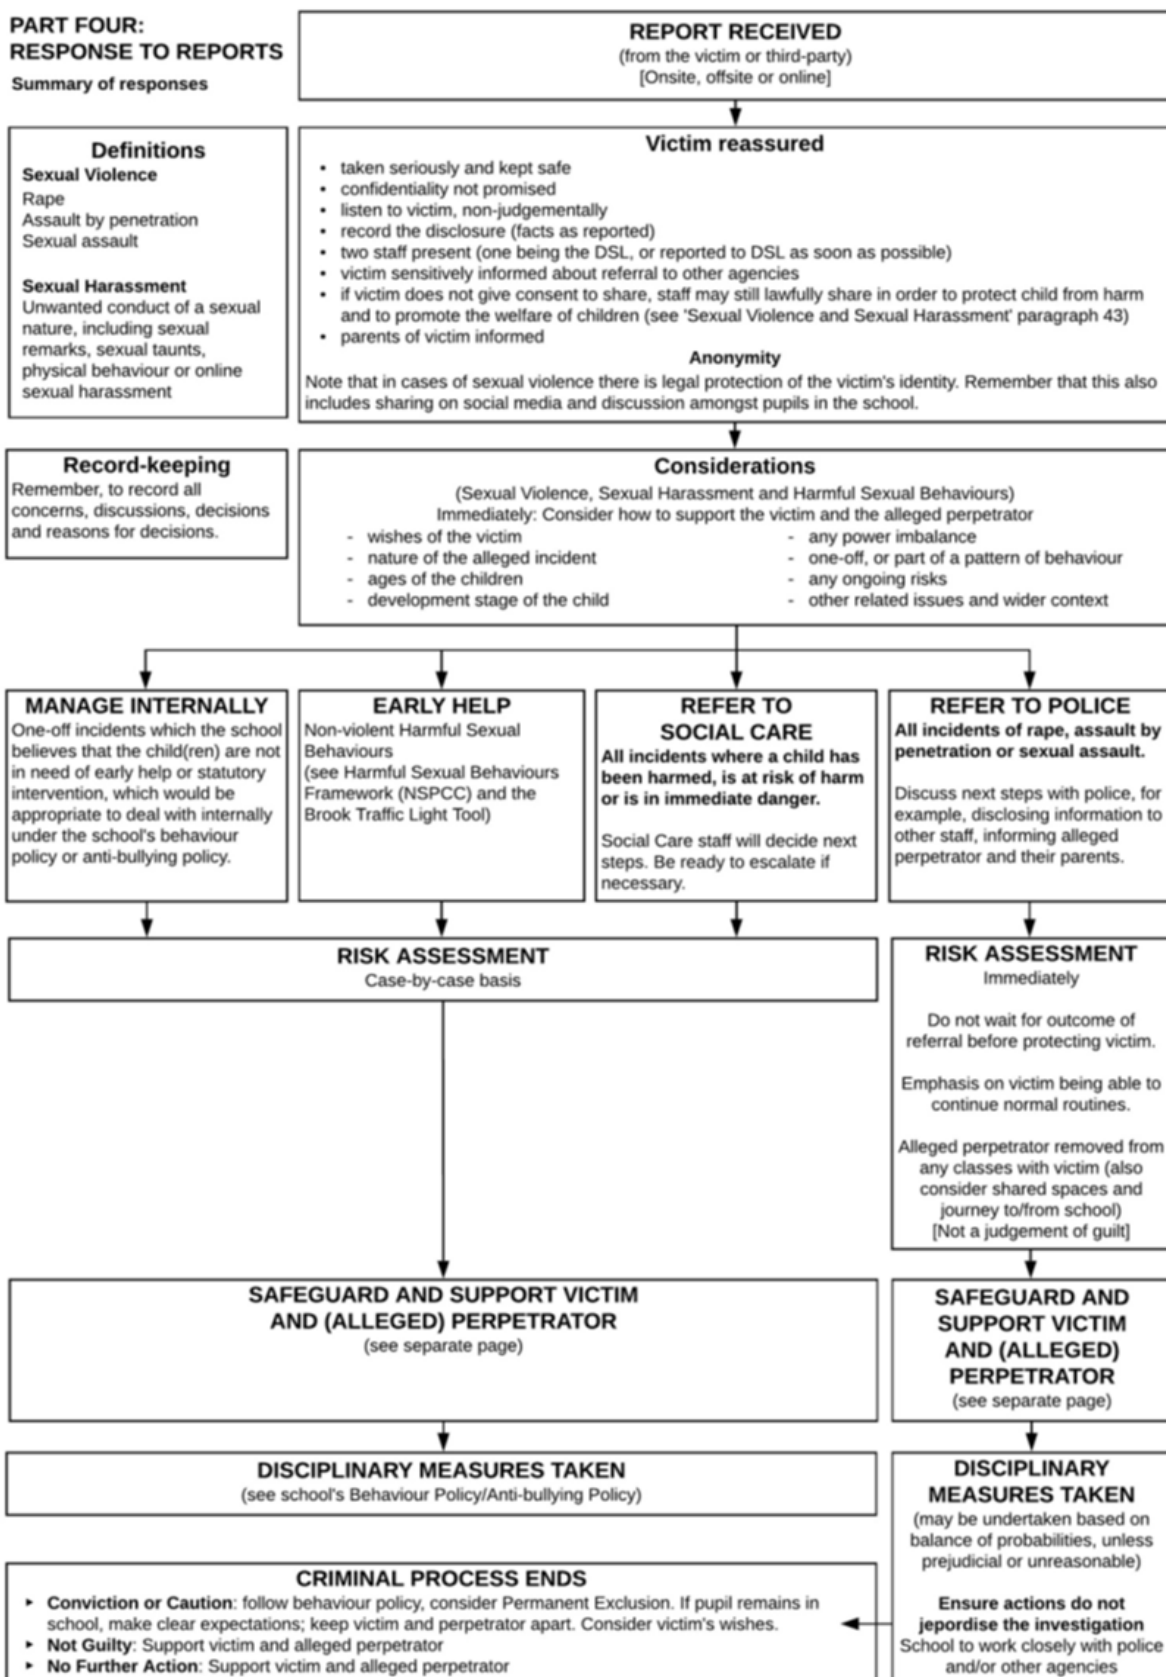 PART FOUR:
RESPONSE TO REPORTS
Summary of responses
REPORT RECEIVED
(from the victim or third-party)
[Onsite, offsite or online]
Definitions
Sexual Violence
Rape
Assault by penetration
Sexual assault
Sexual Harassment
Unwanted conduct of a sexual
nature, including sexual
remarks, sexual taunts,
physical behaviour or online
sexual harassment
Victim reassured
• taken seriously and kept safe
• confidentiality not promised
• listen to victim, non-judgementally
• record the disclosure (facts as reported)
• two staff present (one being the DSL, or reported to DSL as soon as possible)
• victim sensitively informed about referral to other agencies
• if victim does not give consent to share, staff may still lawfully share in order to protect child from harm
and to promote the welfare of children (see 'Sexual Violence and Sexual Harassment' paragraph 43)
• parents of victim informed
Anonymity
Note that in cases of sexual violence there is legal protection of the victim's identity. Remember that this also
includes sharing on social media and discussion amongst pupils in the school.
Record-keeping
Remember, to record all
concerns, discussions, decisions
and reasons for decisions.
Considerations
(Sexual Violence, Sexual Harassment and Harmful Sexual Behaviours)
Immediately: Consider how to support the victim and the alleged perpetrator
- wishes of the victim
- nature of the alleged incident
- ages of the children
- development stage of the child
- any power imbalance
- one-off, or part of a pattern of behaviour
- any ongoing risks
- other related issues and wider context
MANAGE INTERNALLY
One-off incidents which the school
believes that the child(ren) are not
in need of early help or statutory
intervention, which would be
appropriate to deal with internally
under the school's behaviour
policy or anti-bullying policy.
EARLY HELP
Non-violent Harmful Sexual
Behaviours
(see Harmful Sexual Behaviours
Framework (NSPCC) and the
Brook Traffic Light Tool)
REFER TO
SOCIAL CARE
All incidents where a child has
been harmed, is at risk of harm
or is in immediate danger.
Social Care staff will decide next
steps. Be ready to escalate if
necessary.
REFER TO POLICE
All incidents of rape, assault by
penetration or sexual assault.
Discuss next steps with police, for
example, disclosing information to
other staff, informing alleged
perpetrator and their parents.
RISK ASSESSMENT
Case-by-case basis
RISK ASSESSMENT
Immediately
Do not wait for outcome of
referral before protecting victim.
Emphasis on victim being able to
continue normal routines.
Alleged perpetrator removed from
any classes with victim (also
consider shared spaces and
journey to/from school)
[Not a judgement of guilt]
SAFEGUARD AND SUPPORT VICTIM
AND (ALLEGED) PERPETRATOR
(see separate page)
SAFEGUARD AND
SUPPORT VICTIM
AND (ALLEGED)
PERPETRATOR
(see separate page)
DISCIPLINARY MEASURES TAKEN
(see school's Behaviour Policy/Anti-bullying Policy)
DISCIPLINARY
MEASURES TAKEN
(may be undertaken based on
balance of probabilities, unless
prejudicial or unreasonable)
Ensure actions do not
jepordise the investigation
School to work closely with police
and/or other agencies
CRIMINAL PROCESS ENDS
▸ Conviction or Caution: follow behaviour policy, consider Permanent Exclusion. If pupil remains in
school, make clear expectations; keep victim and perpetrator apart. Consider victim's wishes.
▸ Not Guilty: Support victim and alleged perpetrator
▸ No Further Action: Support victim and alleged perpetrator